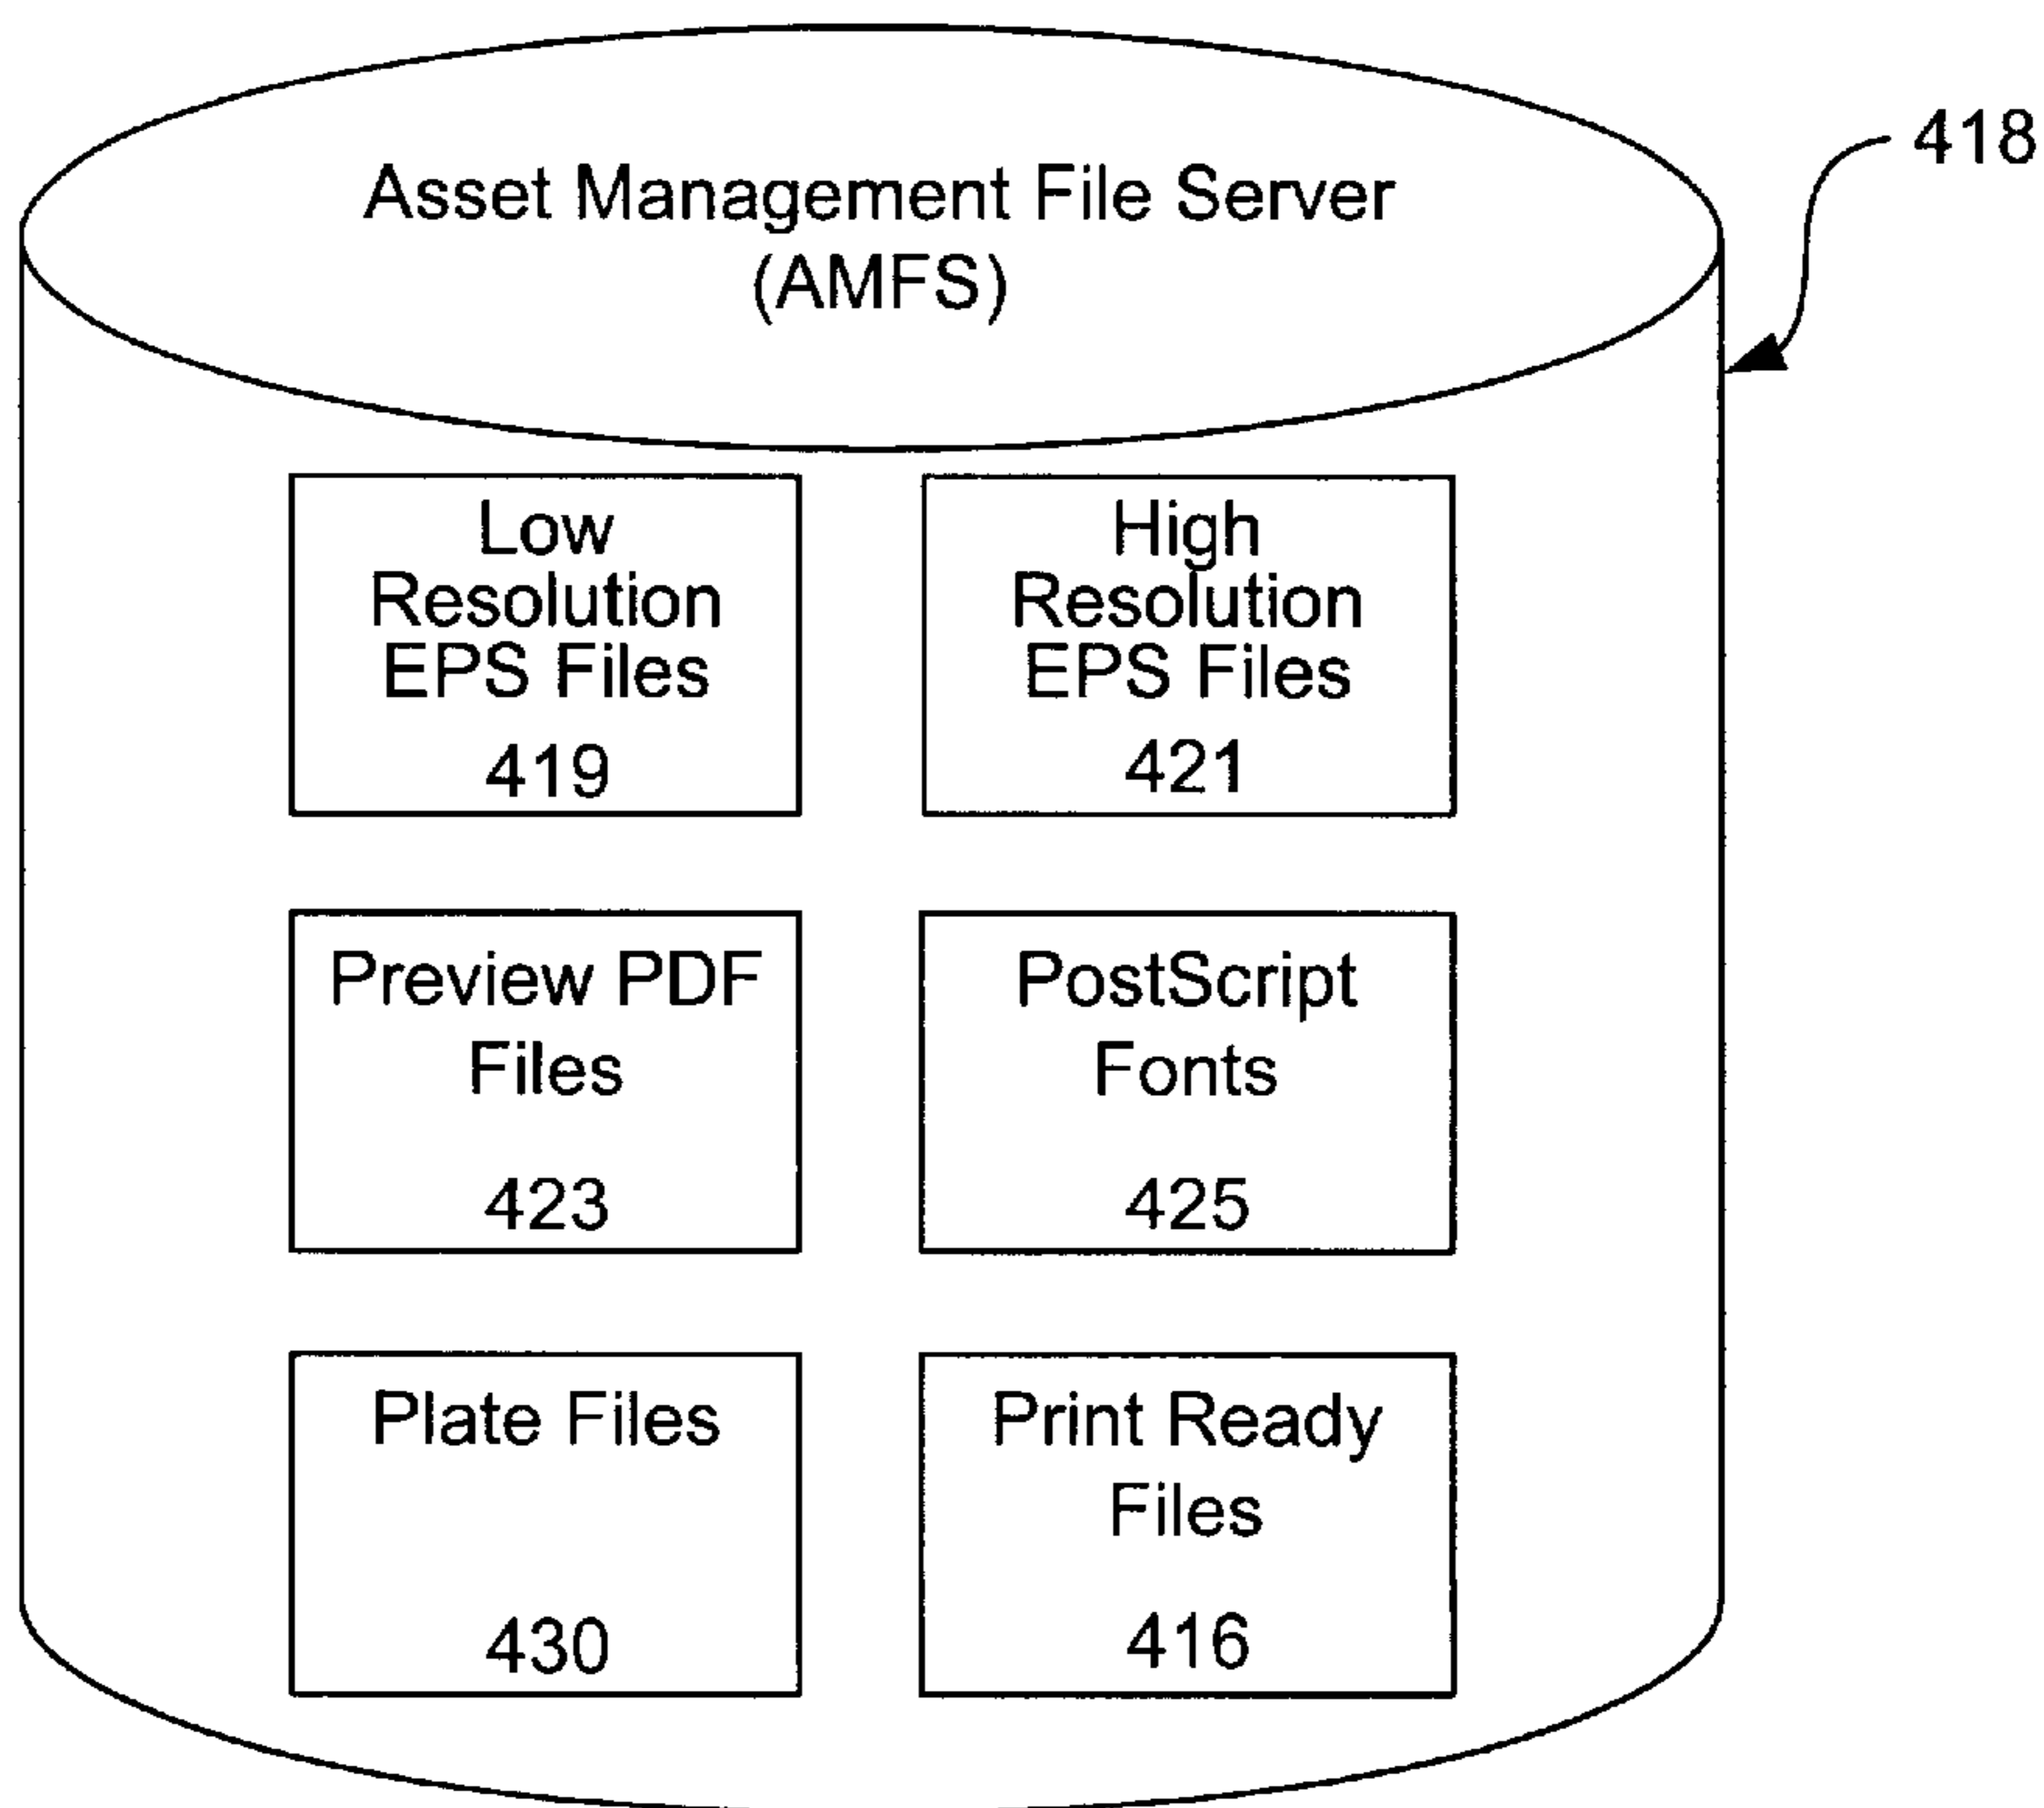 Asset Management File Server
(AMFS)
418
Low
Resolution
EPS Files
419
High
Resolution
EPS Files
421
Preview PDF
Files
423
PostScript
Fonts
425
Plate Files
430
Print Ready
Files
416